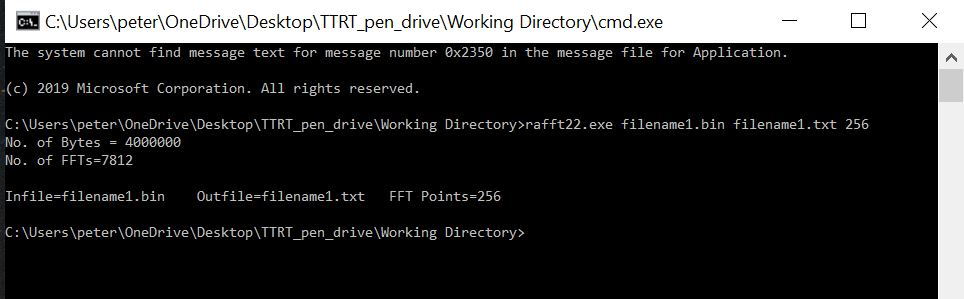 C:\Users\peter\OneDrive\Desktop\TTRT_pen_drive\Working Directory\cmd.exe
The system cannot find message text for message number 0x2350 in the message file for Application.
(c) 2019 Microsoft Corporation. All rights reserved.
C:\Users\peter\OneDrive\Desktop\TTRT_pen_drive\Working Directory>rafft22.exe filename1.bin filename1.txt 256
No. of Bytes = 4000000
No. of FFTs=7812
Infile=filename1.bin    Outfile=filename1.txt   FFT Points=256
C:\Users\peter\OneDrive\Desktop\TTRT_pen_drive\Working Directory>